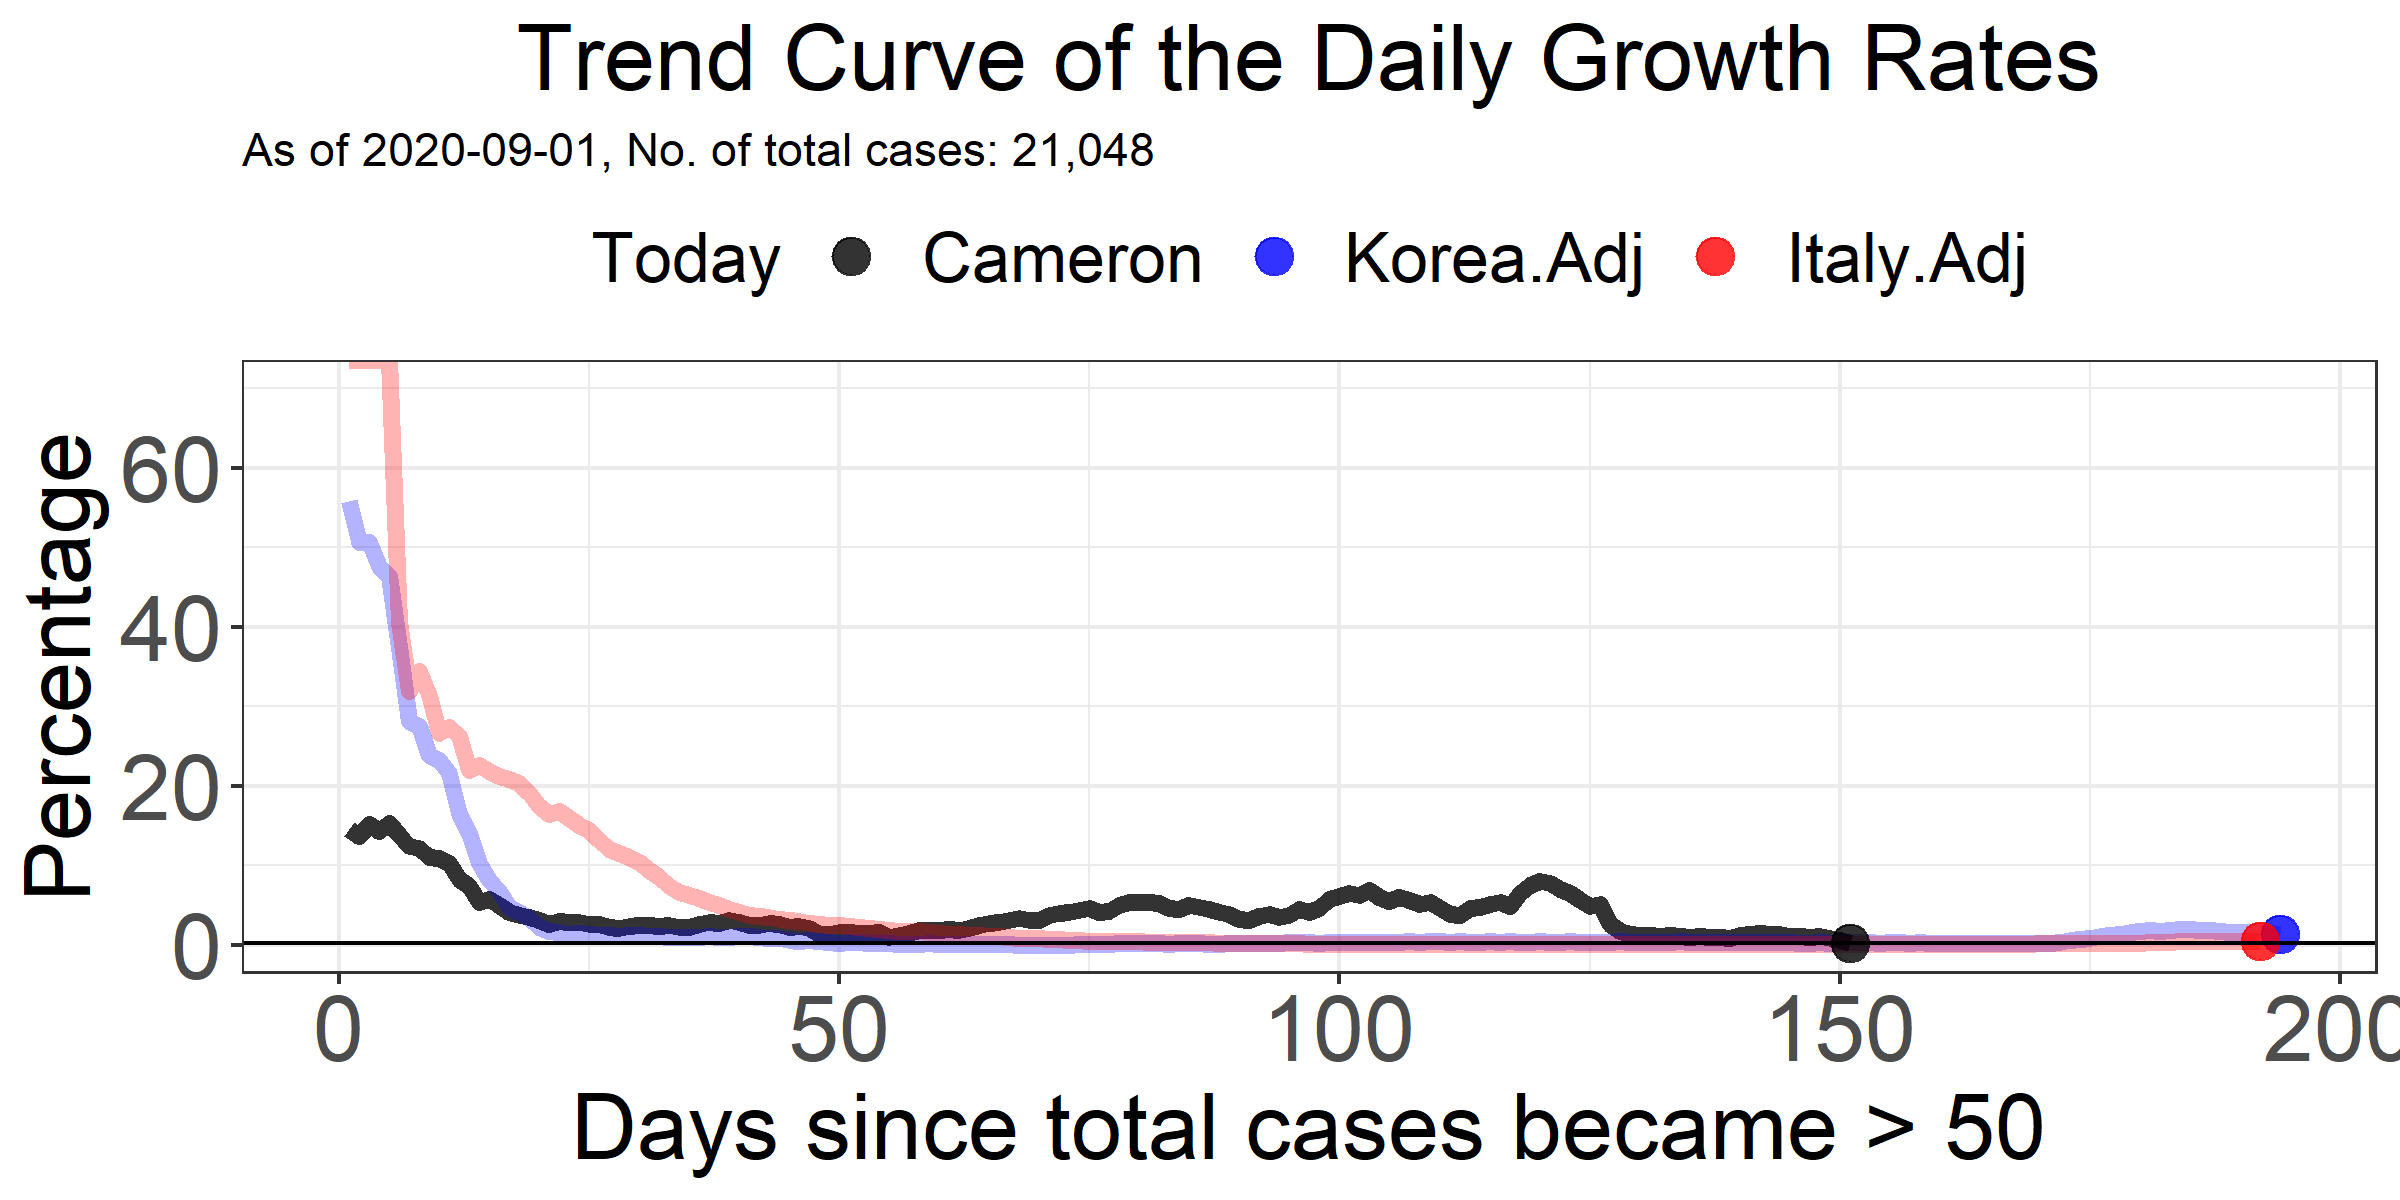 Trend Curve of the Daily Growth Rates
As of 2020-09-01, No. of total cases: 21,048
Today Cameron Korea.Adj Italy.Adj
Percentage
60
40
20
0
0 50 100 150 200
Days since total cases became > 50